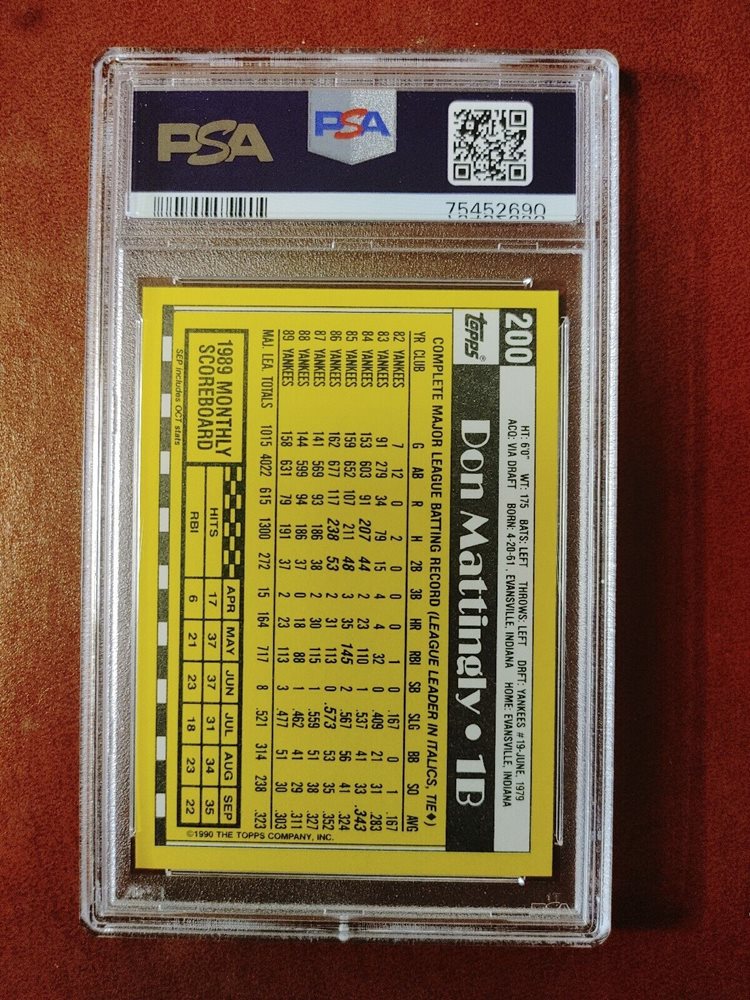 PSA
PSA
75452690
200
Topps®
HT: 6'0" WT: 175 BATS: LEFT THROWS: LEFT DRFT: YANKEES #19-JUNE, 1979
ACQ: VIA DRAFT BORN: 4-20-61, EVANSVILLE, INDIANA HOME: EVANSVILLE, INDIANA
Don Mattingly • 1B
COMPLETE MAJOR LEAGUE BATTING RECORD (LEAGUE LEADER IN ITALICS, TIE◆)
YR CLUB G AB R H 2B 3B HR RBI SB SLG BB SO AVG
82 YANKEES 7 12 0 2 0 0 0 1 0 .167 0 1 .167
83 YANKEES 91 279 34 79 15 4 4 32 0 .409 21 31 .283
84 YANKEES 153 603 91 207 44 2 23 110 1 .537 41 33 .343
85 YANKEES 159 652 107 211 48 3 35 145 2 .567 56 41 .324
86 YANKEES 162 677 117 238 53 2 31 113 0 .573 53 35 .352
87 YANKEES 141 569 93 186 38 2 30 115 1 .559 51 38 .327
88 YANKEES 144 599 94 186 37 0 18 88 1 .462 41 29 .311
89 YANKEES 158 631 79 191 37 2 23 113 3 .477 51 30 .303
MAJ. LEA. TOTALS 1015 4022 615 1300 272 15 164 717 8 .521 314 238 .323
1989 MONTHLY
SCOREBOARD
APR MAY JUN JUL AUG SEP
HITS 17 37 37 31 34 35
RBI 6 21 23 18 23 22
SEP includes OCT stats
©1990 THE TOPPS COMPANY, INC.
PSA